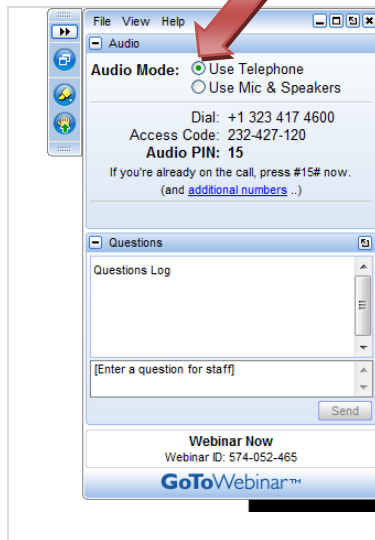 File View Help
Audio
Audio Mode: Use Telephone
Use Mic & Speakers
Dial: +1 323 417 4600
Access Code: 232-427-120
Audio PIN: 15
If you're already on the call, press #15# now.
(and additional numbers ..)
Questions
Questions Log
[Enter a question for staff]
Send
Webinar Now
Webinar ID: 574-052-465
GoToWebinar™